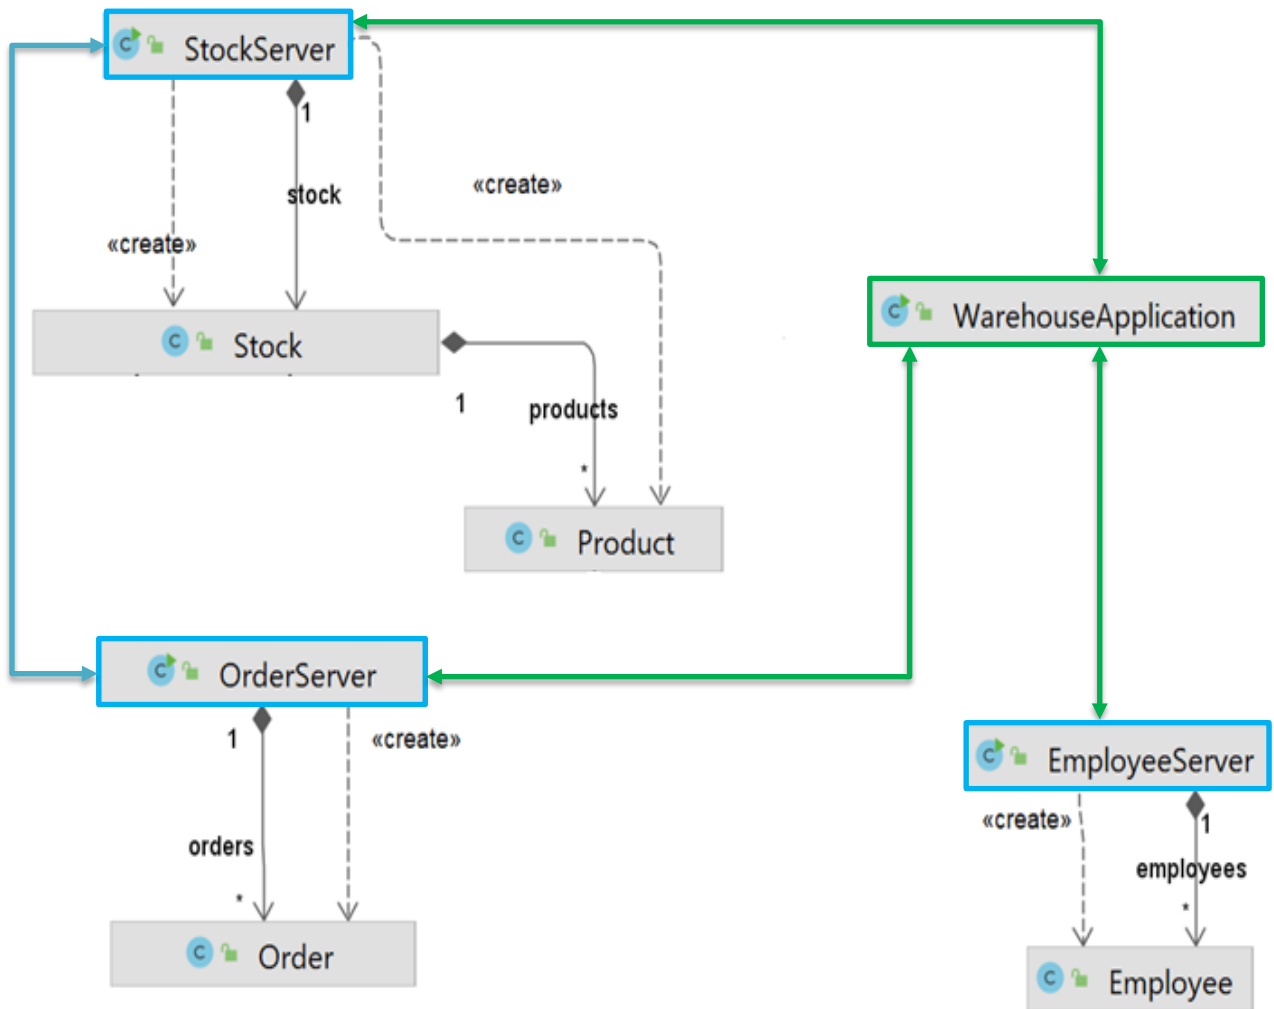 C StockServer
1
stock
«create»
«create»
C Stock
1
products
*
C Product
C WarehouseApplication
C OrderServer
1
«create»
orders
*
C Order
C EmployeeServer
«create»
1
employees
*
C Employee